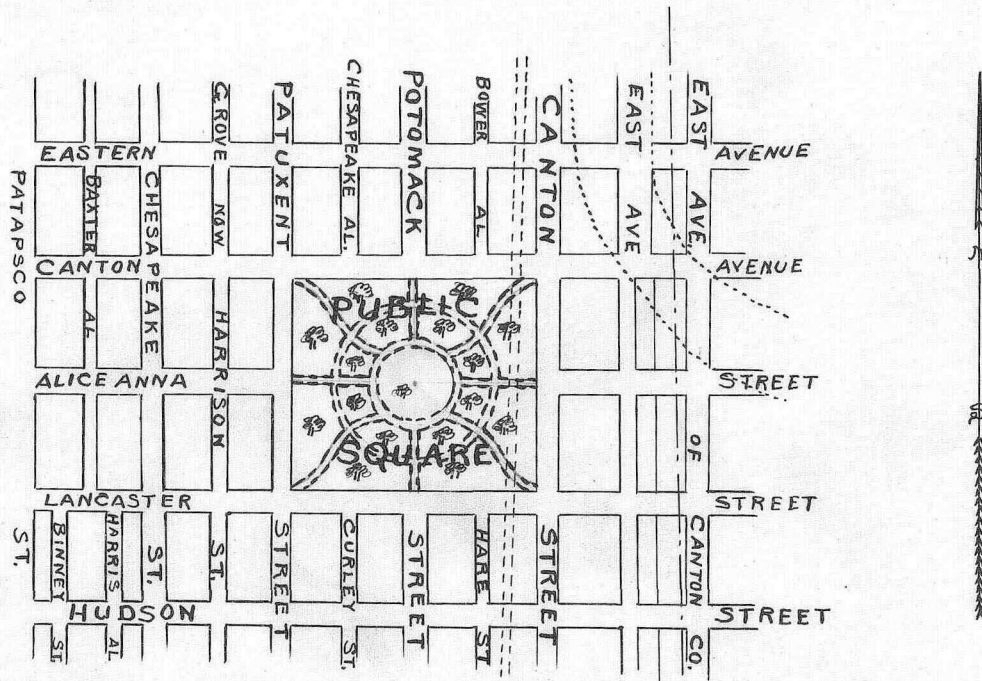 EASTERN AVENUE
CANTON AVENUE
ALICE ANNA STREET
LANCASTER STREET
HUDSON STREET
PATAPSCO ST.
BAXTER AL
BINNEY ST.
HARRIS AL
CHESAPEAKE ST.
GROVE NOW HARRISON ST.
PATUXENT STREET
CHESAPEAKE AL.
CURLEY ST.
POTOMACK STREET
BOWER AL
HARE ST
CANTON STREET
EAST AVE
EAST AVE. OF CANTON CO.
PUBLIC
SQUARE